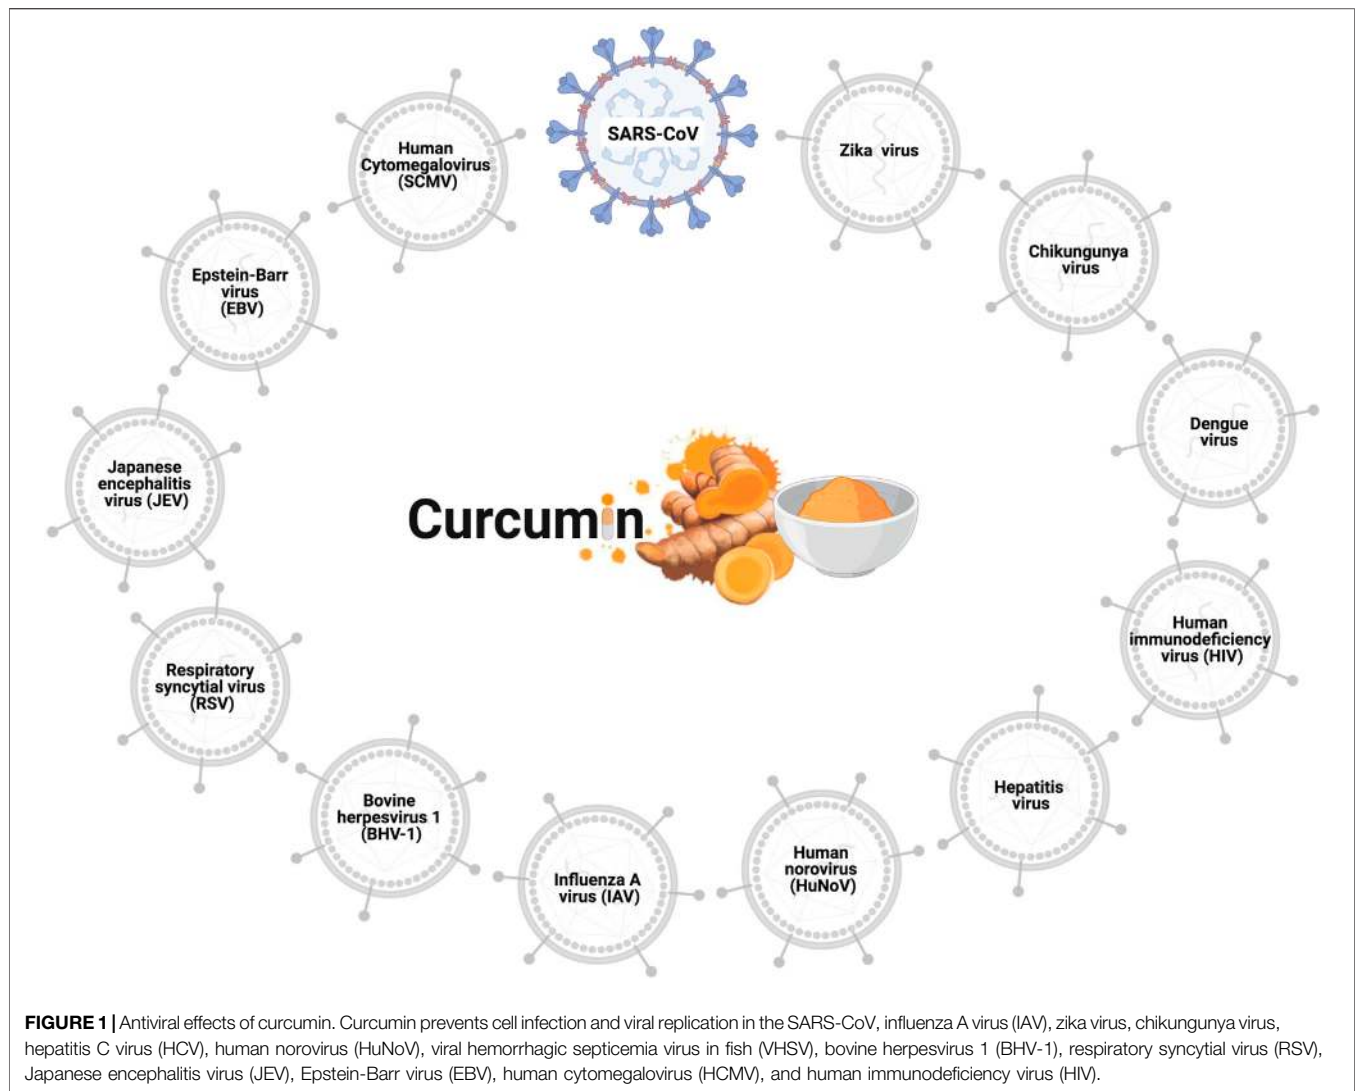 SARS-CoV
Zika virus
Human
Cytomegalovirus
(SCMV)
Chikungunya
virus
Epstein-Barr
virus
(EBV)
Dengue
virus
Japanese
encephalitis
virus (JEV)
Curcumin
Human
immunodeficiency
virus (HIV)
Respiratory
syncytial virus
(RSV)
Hepatitis
virus
Bovine
herpesvirus 1
(BHV-1)
Human
norovirus
(HuNoV)
Influenza A
virus (IAV)
FIGURE 1 | Antiviral effects of curcumin. Curcumin prevents cell infection and viral replication in the SARS-CoV, influenza A virus (IAV), zika virus, chikungunya virus,
hepatitis C virus (HCV), human norovirus (HuNoV), viral hemorrhagic septicemia virus in fish (VHSV), bovine herpesvirus 1 (BHV-1), respiratory syncytial virus (RSV),
Japanese encephalitis virus (JEV), Epstein-Barr virus (EBV), human cytomegalovirus (HCMV), and human immunodeficiency virus (HIV).